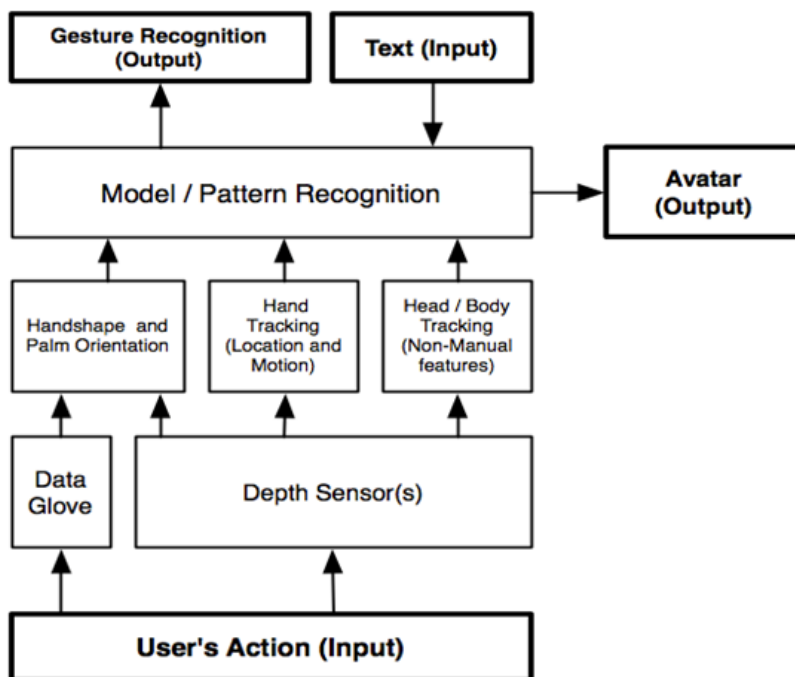 Gesture Recognition
(Output)
Text (Input)
Model / Pattern Recognition
Avatar
(Output)
Handshape and
Palm Orientation
Hand
Tracking
(Location and
Motion)
Head / Body
Tracking
(Non-Manual
features)
Data
Glove
Depth Sensor(s)
User's Action (Input)